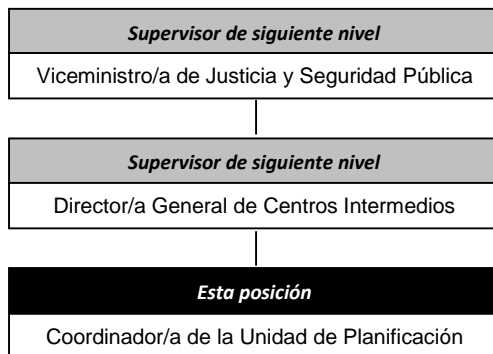 Supervisor de siguiente nivel
Viceministro/a de Justicia y Seguridad Pública
Supervisor de siguiente nivel
Director/a General de Centros Intermedios
Esta posición
Coordinador/a de la Unidad de Planificación